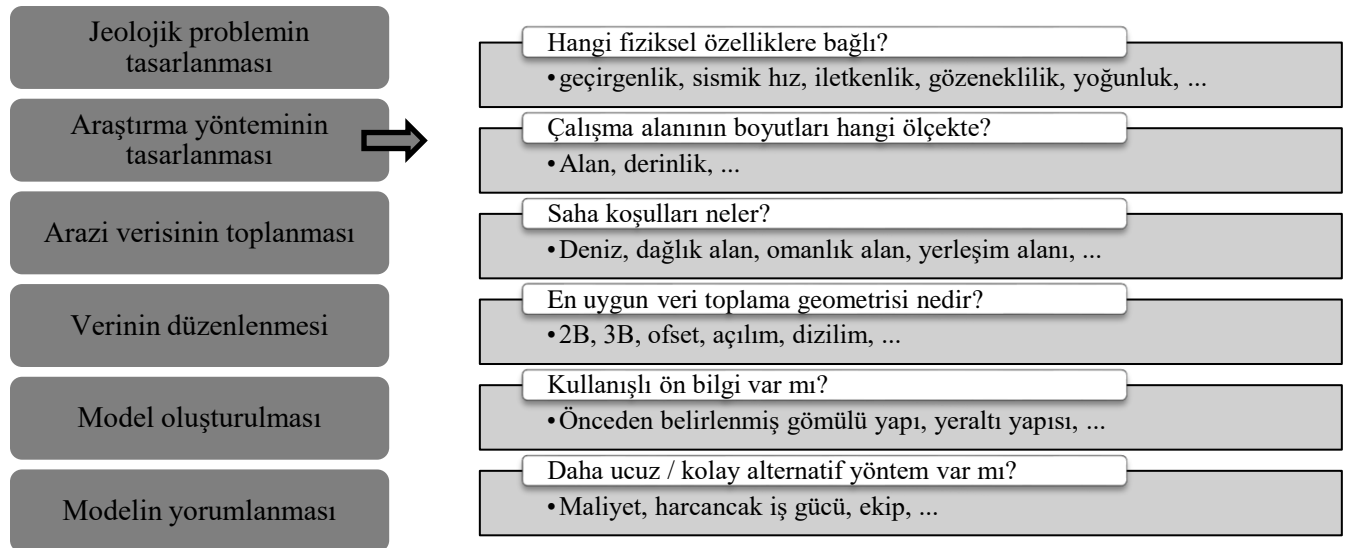 Jeolojik problemin
tasarlanması
Araştırma yönteminin
tasarlanması
Arazi verisinin toplanması
Verinin düzenlenmesi
Model oluşturulması
Modelin yorumlanması
Hangi fiziksel özelliklere bağlı?
•geçirgenlik, sismik hız, iletkenlik, gözeneklilik, yoğunluk, ...
Çalışma alanının boyutları hangi ölçekte?
•Alan, derinlik, ...
Saha koşulları neler?
•Deniz, dağlık alan, omanlık alan, yerleşim alanı, ...
En uygun veri toplama geometrisi nedir?
•2B, 3B, ofset, açılım, dizilim, ...
Kullanışlı ön bilgi var mı?
•Önceden belirlenmiş gömülü yapı, yeraltı yapısı, ...
Daha ucuz / kolay alternatif yöntem var mı?
•Maliyet, harcancak iş gücü, ekip, ...